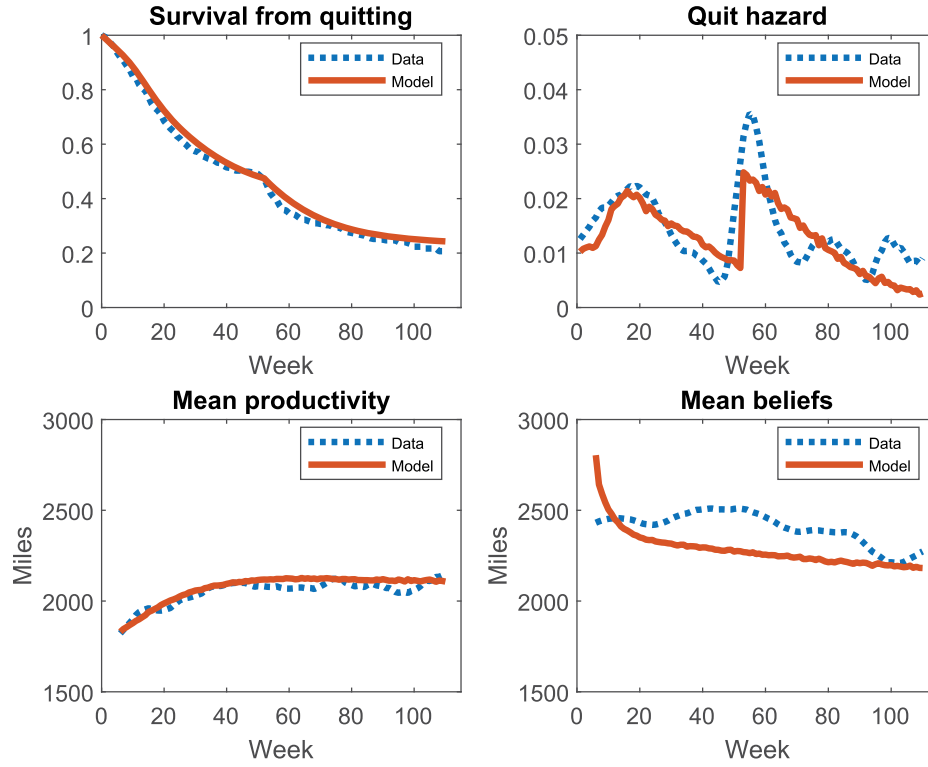 Survival from quitting
1
0.8
0.6
0.4
0.2
0
0 20 40 60 80 100
Week
Data
Model
Quit hazard
0.05
0.04
0.03
0.02
0.01
0
0 20 40 60 80 100
Week
Data
Model
Mean productivity
3000
2500
2000
1500
Miles
0 20 40 60 80 100
Week
Data
Model
Mean beliefs
3000
2500
2000
1500
Miles
0 20 40 60 80 100
Week
Data
Model